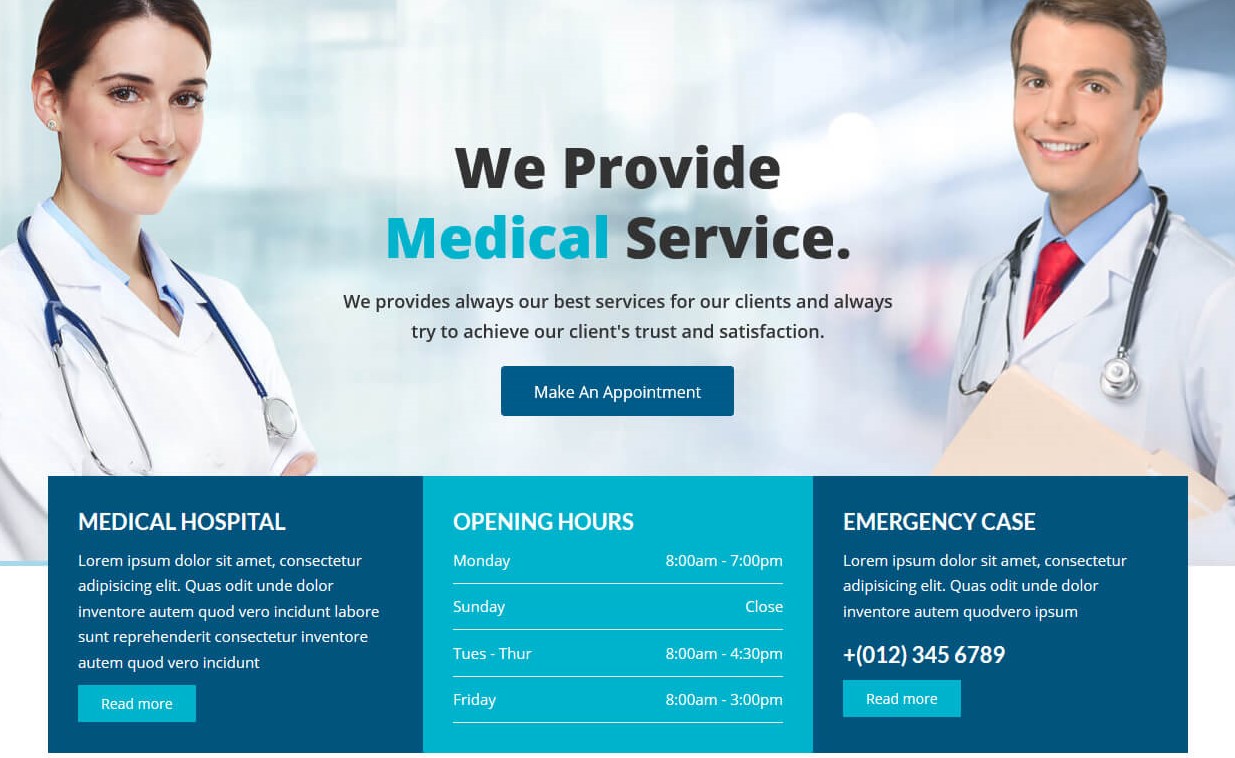 We Provide
Medical Service.
We provides always our best services for our clients and always
try to achieve our client's trust and satisfaction.
Make An Appointment
MEDICAL HOSPITAL
Lorem ipsum dolor sit amet, consectetur
adipisicing elit. Quas odit unde dolor
inventore autem quod vero incidunt labore
sunt reprehenderit consectetur inventore
autem quod vero incidunt
Read more
OPENING HOURS
Monday 8:00am - 7:00pm
Sunday Close
Tues - Thur 8:00am - 4:30pm
Friday 8:00am - 3:00pm
EMERGENCY CASE
Lorem ipsum dolor sit amet, consectetur
adipisicing elit. Quas odit unde dolor
inventore autem quodvero ipsum
+(012) 345 6789
Read more